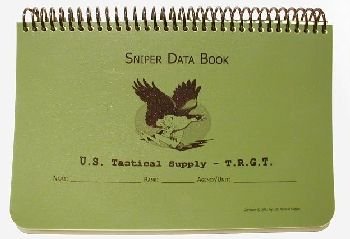 SNIPER DATA BOOK
U.S. Tactical Supply - T.R.G.T.
NAME: RANK: AGENCY/UNIT: